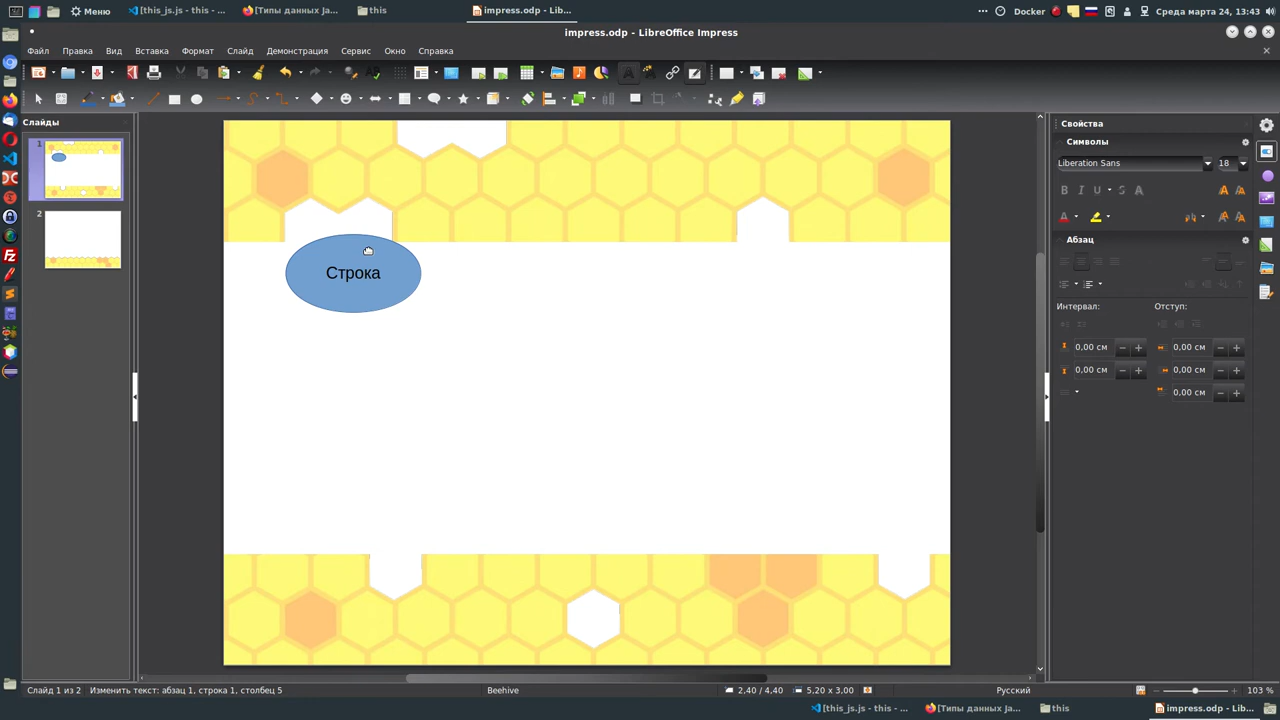 Меню
[this_js.js - this - ...
[Типы данных Ja...
this
impress.odp - Lib...
Docker
Среда марта 24, 13:43
impress.odp - LibreOffice Impress
Файл Правка Вид Вставка Формат Слайд Демонстрация Сервис Окно Справка
Слайды
1
2
Строка
Свойства
Символы
Liberation Sans
18
Абзац
Интервал: Отступ:
0,00 см 0,00 см
0,00 см 0,00 см
0,00 см
Слайд 1 из 2
Изменить текст: абзац 1, строка 1, столбец 5
Beehive
2,40 / 4,40
5,20 x 3,00
Русский
103 %
[this_js.js - this - ...
[Типы данных Ja...
this
impress.odp - Lib...